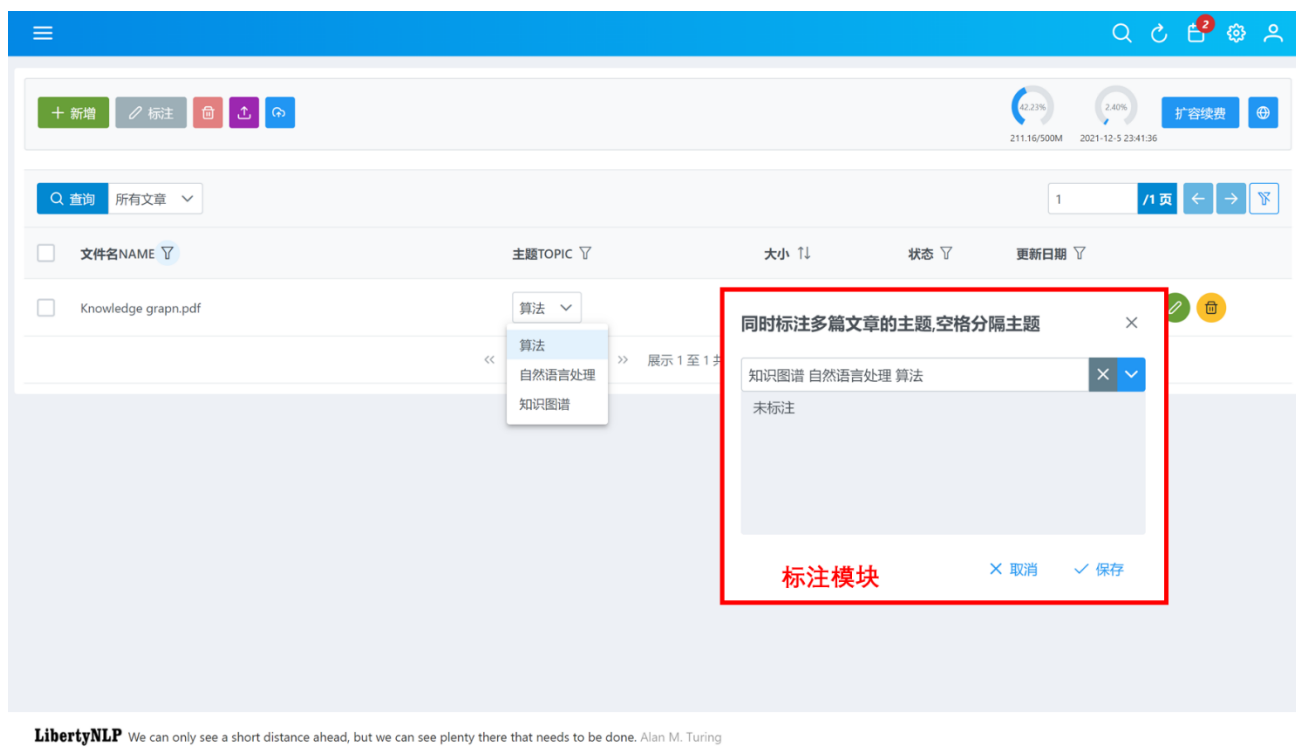 2
新增 标注
42.23% 2.40% 扩容续费
211.16/500M 2021-12-5 23:41:36
查询 所有文章 1 /1 页
文件名NAME 主题TOPIC 大小 状态 更新日期
Knowledge grapn.pdf 算法
算法
自然语言处理
知识图谱
« » 展示 1 至 1
同时标注多篇文章的主题,空格分隔主题
知识图谱 自然语言处理 算法
未标注
标注模块 取消 保存
LibertyNLP We can only see a short distance ahead, but we can see plenty there that needs to be done. Alan M. Turing